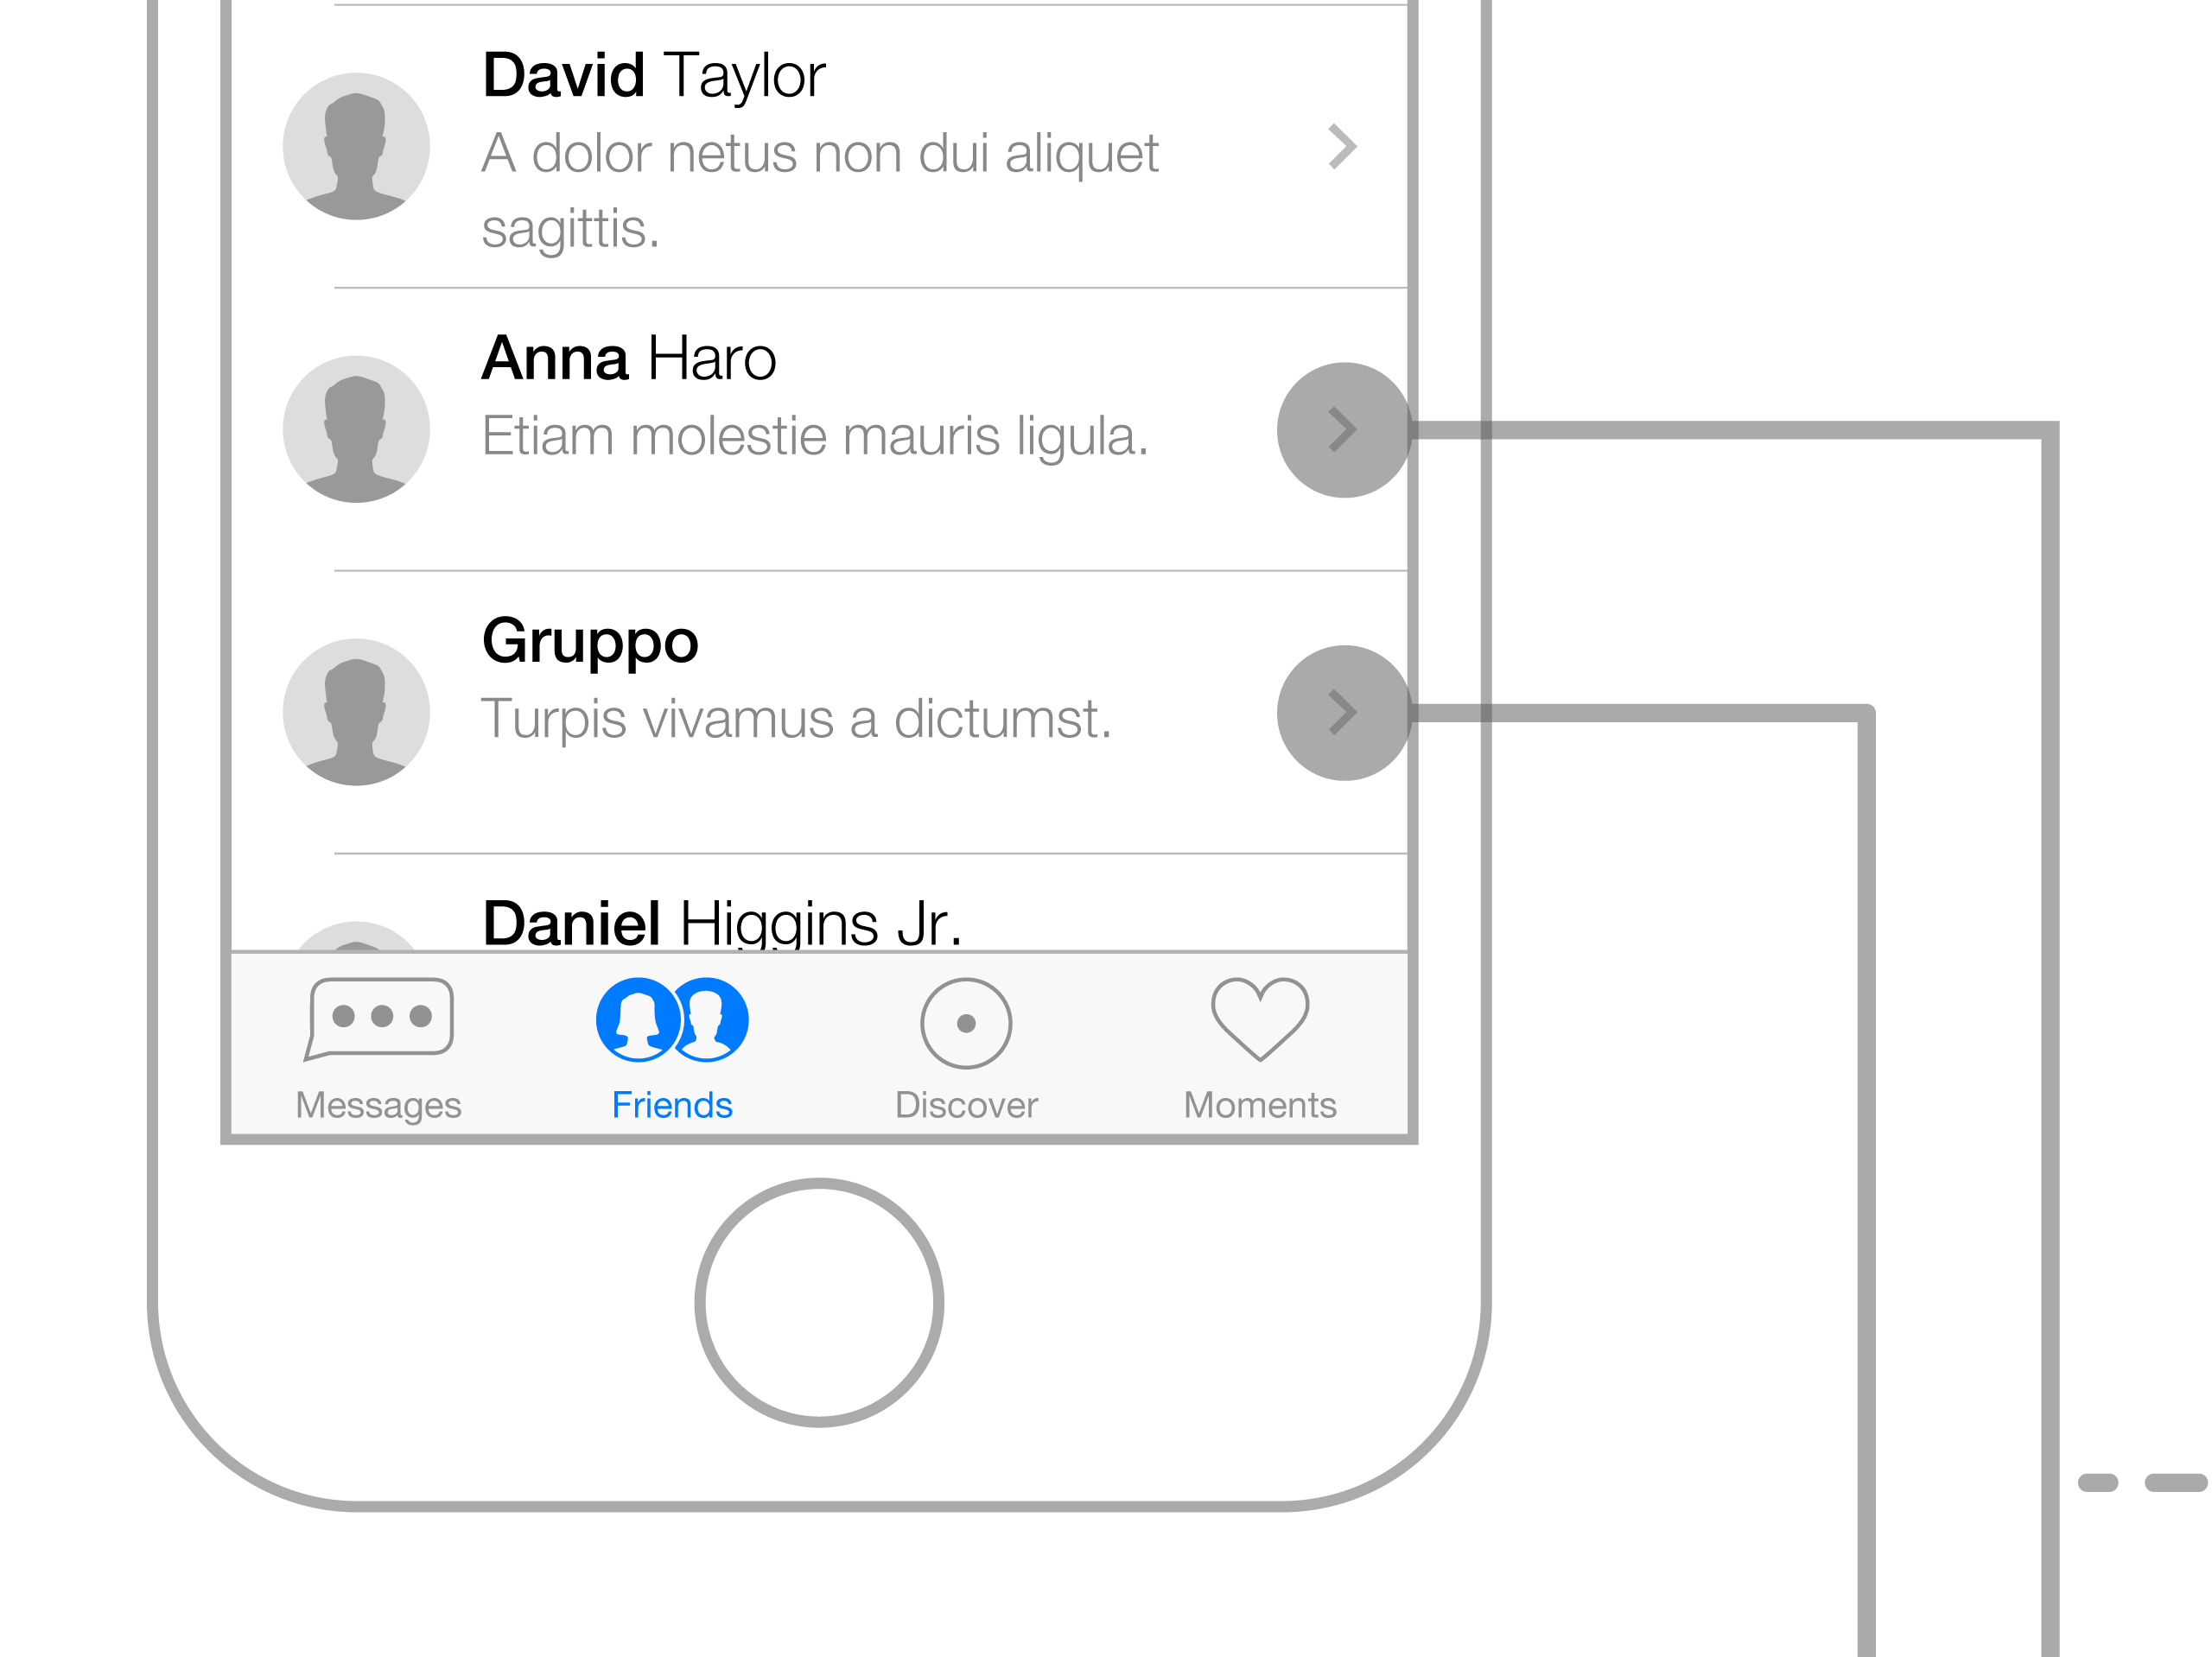 David Taylor
A dolor netus non dui aliquet
sagittis.
Anna Haro
Etiam molestie mauris ligula.
Gruppo
Turpis vivamus a dictumst.
Daniel Higgins Jr.
Messages
Friends
Discover
Moments